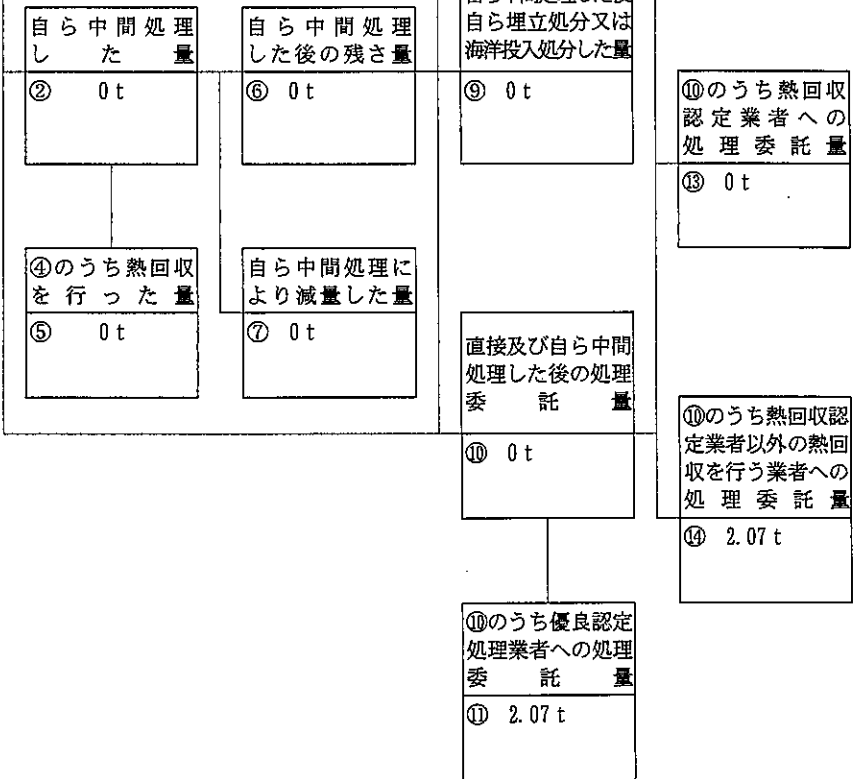 自ら中間処理
した量
② 0t
自ら中間処理
した後の残さ量
⑥ 0t
自ら埋立処分又は
海洋投入処分した量
⑨ 0t
⑩のうち熱回収
認定業者への
処理委託量
⑬ 0t
④のうち熱回収
を行った量
⑤ 0t
自ら中間処理に
より減量した量
⑦ 0t
直接及び自ら中間
処理した後の処理
委託量
⑩ 0t
⑩のうち熱回収認
定業者以外の熱回
収を行う業者への
処理委託量
⑭ 2.07t
⑩のうち優良認定
処理業者への処理
委託量
⑪ 2.07t